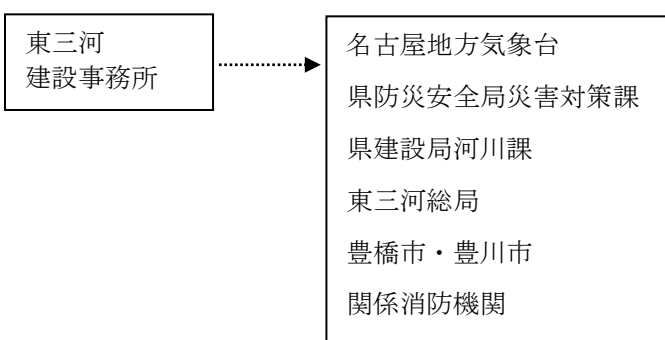 東三河
建設事務所
名古屋地方気象台
県防災安全局災害対策課
県建設局河川課
東三河総局
豊橋市・豊川市
関係消防機関